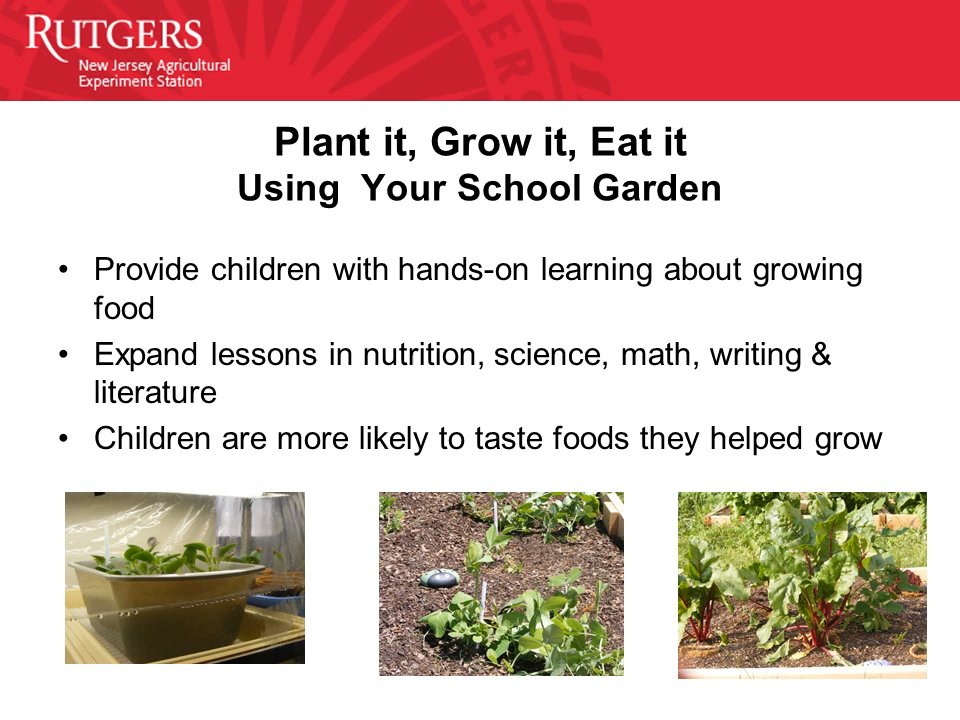 RUTGERS
New Jersey Agricultural
Experiment Station
Plant it, Grow it, Eat it
Using Your School Garden
• Provide children with hands-on learning about growing
food
• Expand lessons in nutrition, science, math, writing &
literature
• Children are more likely to taste foods they helped grow